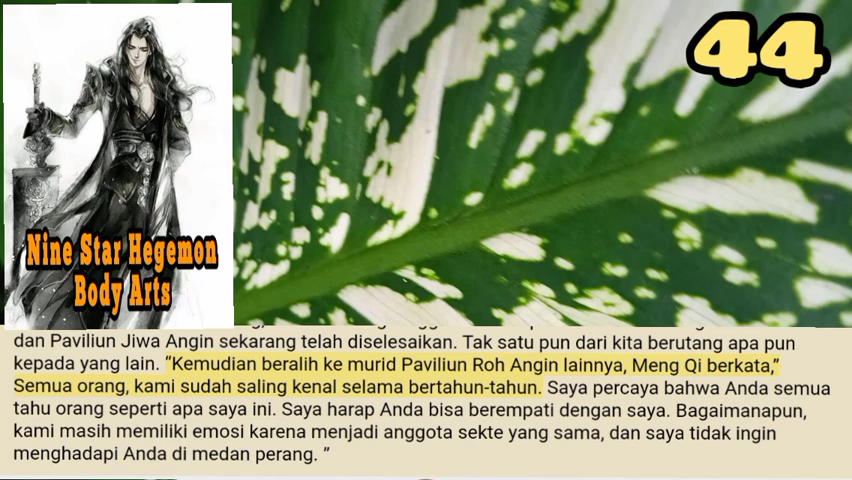 44
Nine Star Hegemon
Body Arts
dan Paviliun Jiwa Angin sekarang telah diselesaikan. Tak satu pun dari kita berutang apa pun
kepada yang lain. “Kemudian beralih ke murid Paviliun Roh Angin lainnya, Meng Qi berkata,”
Semua orang, kami sudah saling kenal selama bertahun-tahun. Saya percaya bahwa Anda semua
tahu orang seperti apa saya ini. Saya harap Anda bisa berempati dengan saya. Bagaimanapun,
kami masih memiliki emosi karena menjadi anggota sekte yang sama, dan saya tidak ingin
menghadapi Anda di medan perang. ”